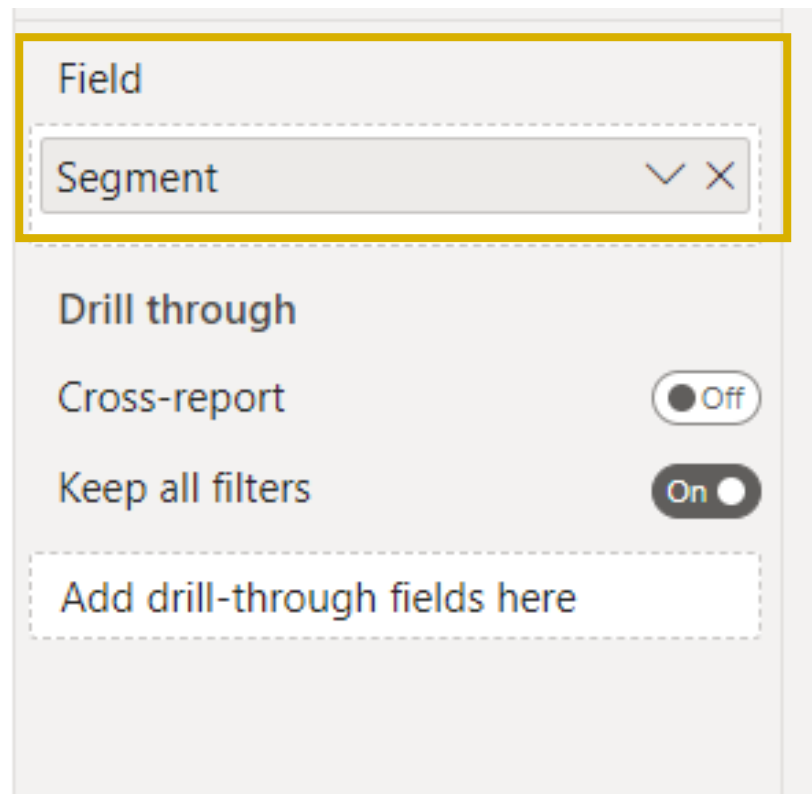 Field
Segment
Drill through
Cross-report Off
Keep all filters On
Add drill-through fields here